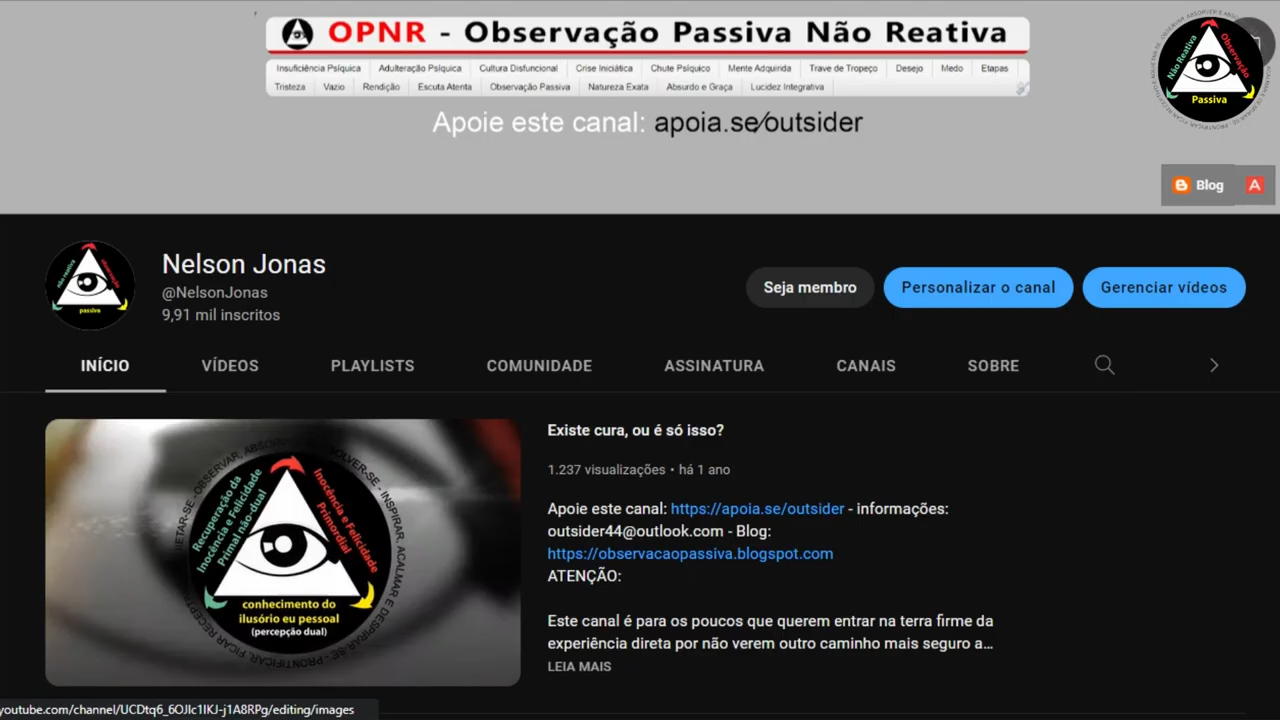 OPNR - Observação Passiva Não Reativa
Insuficiência Psíquica Adulteração Psíquica Cultura Disfuncional Crise Iniciática Chute Psíquico Mente Adquirida Trave de Tropeço Desejo Medo Etapas
Tristeza Vazio Rendição Escuta Atenta Observação Passiva Natureza Exata Absurdo e Graça Lucidez Integrativa
Apoie este canal: apoia.se/outsider
Não Reativa
Observação
Passiva
Blog
Nelson Jonas
@NelsonJonas
9,91 mil inscritos
não reativa
observação
passiva
Seja membro
Personalizar o canal
Gerenciar vídeos
INÍCIO VÍDEOS PLAYLISTS COMUNIDADE ASSINATURA CANAIS SOBRE
Recuperação da
Inocência e Felicidade
Primal não-dual
Inocência e Felicidade
Primordial
conhecimento do
ilusório eu pessoal
(percepção dual)
Existe cura, ou é só isso?
1.237 visualizações • há 1 ano
Apoie este canal: https://apoia.se/outsider - informações:
outsider44@outlook.com - Blog:
https://observacaopassiva.blogspot.com
ATENÇÃO:
Este canal é para os poucos que querem entrar na terra firme da
experiência direta por não verem outro caminho mais seguro a...
LEIA MAIS
youtube.com/channel/UCDtq6_6OJlc1IKJ-j1A8RPg/editing/images